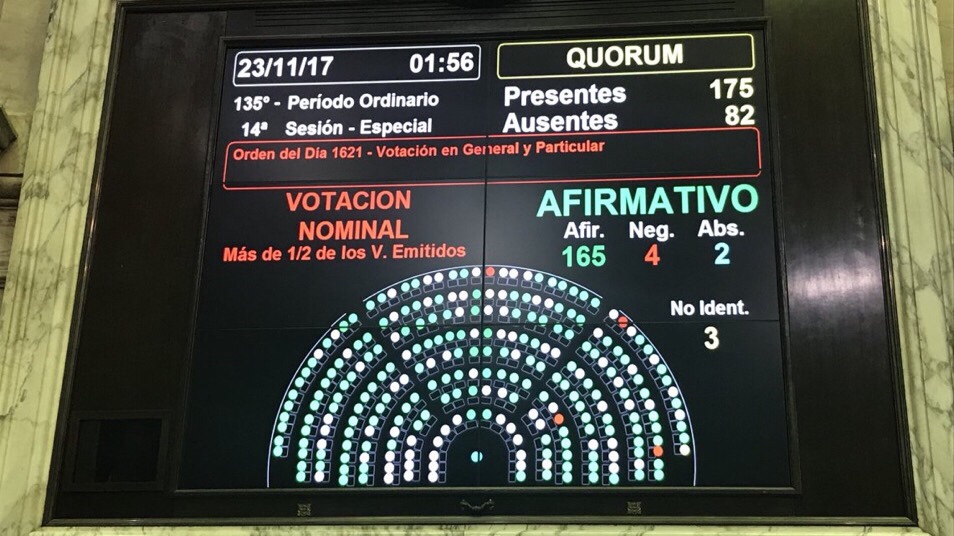 23/11/17 01:56
QUORUM
135º - Período Ordinario
14ª Sesión - Especial
Presentes 175
Ausentes 82
Orden del Día 1621 - Votación en General y Particular
VOTACION
NOMINAL
Más de 1/2 de los V. Emitidos
AFIRMATIVO
Afir. Neg. Abs.
165 4 2
No Ident.
3